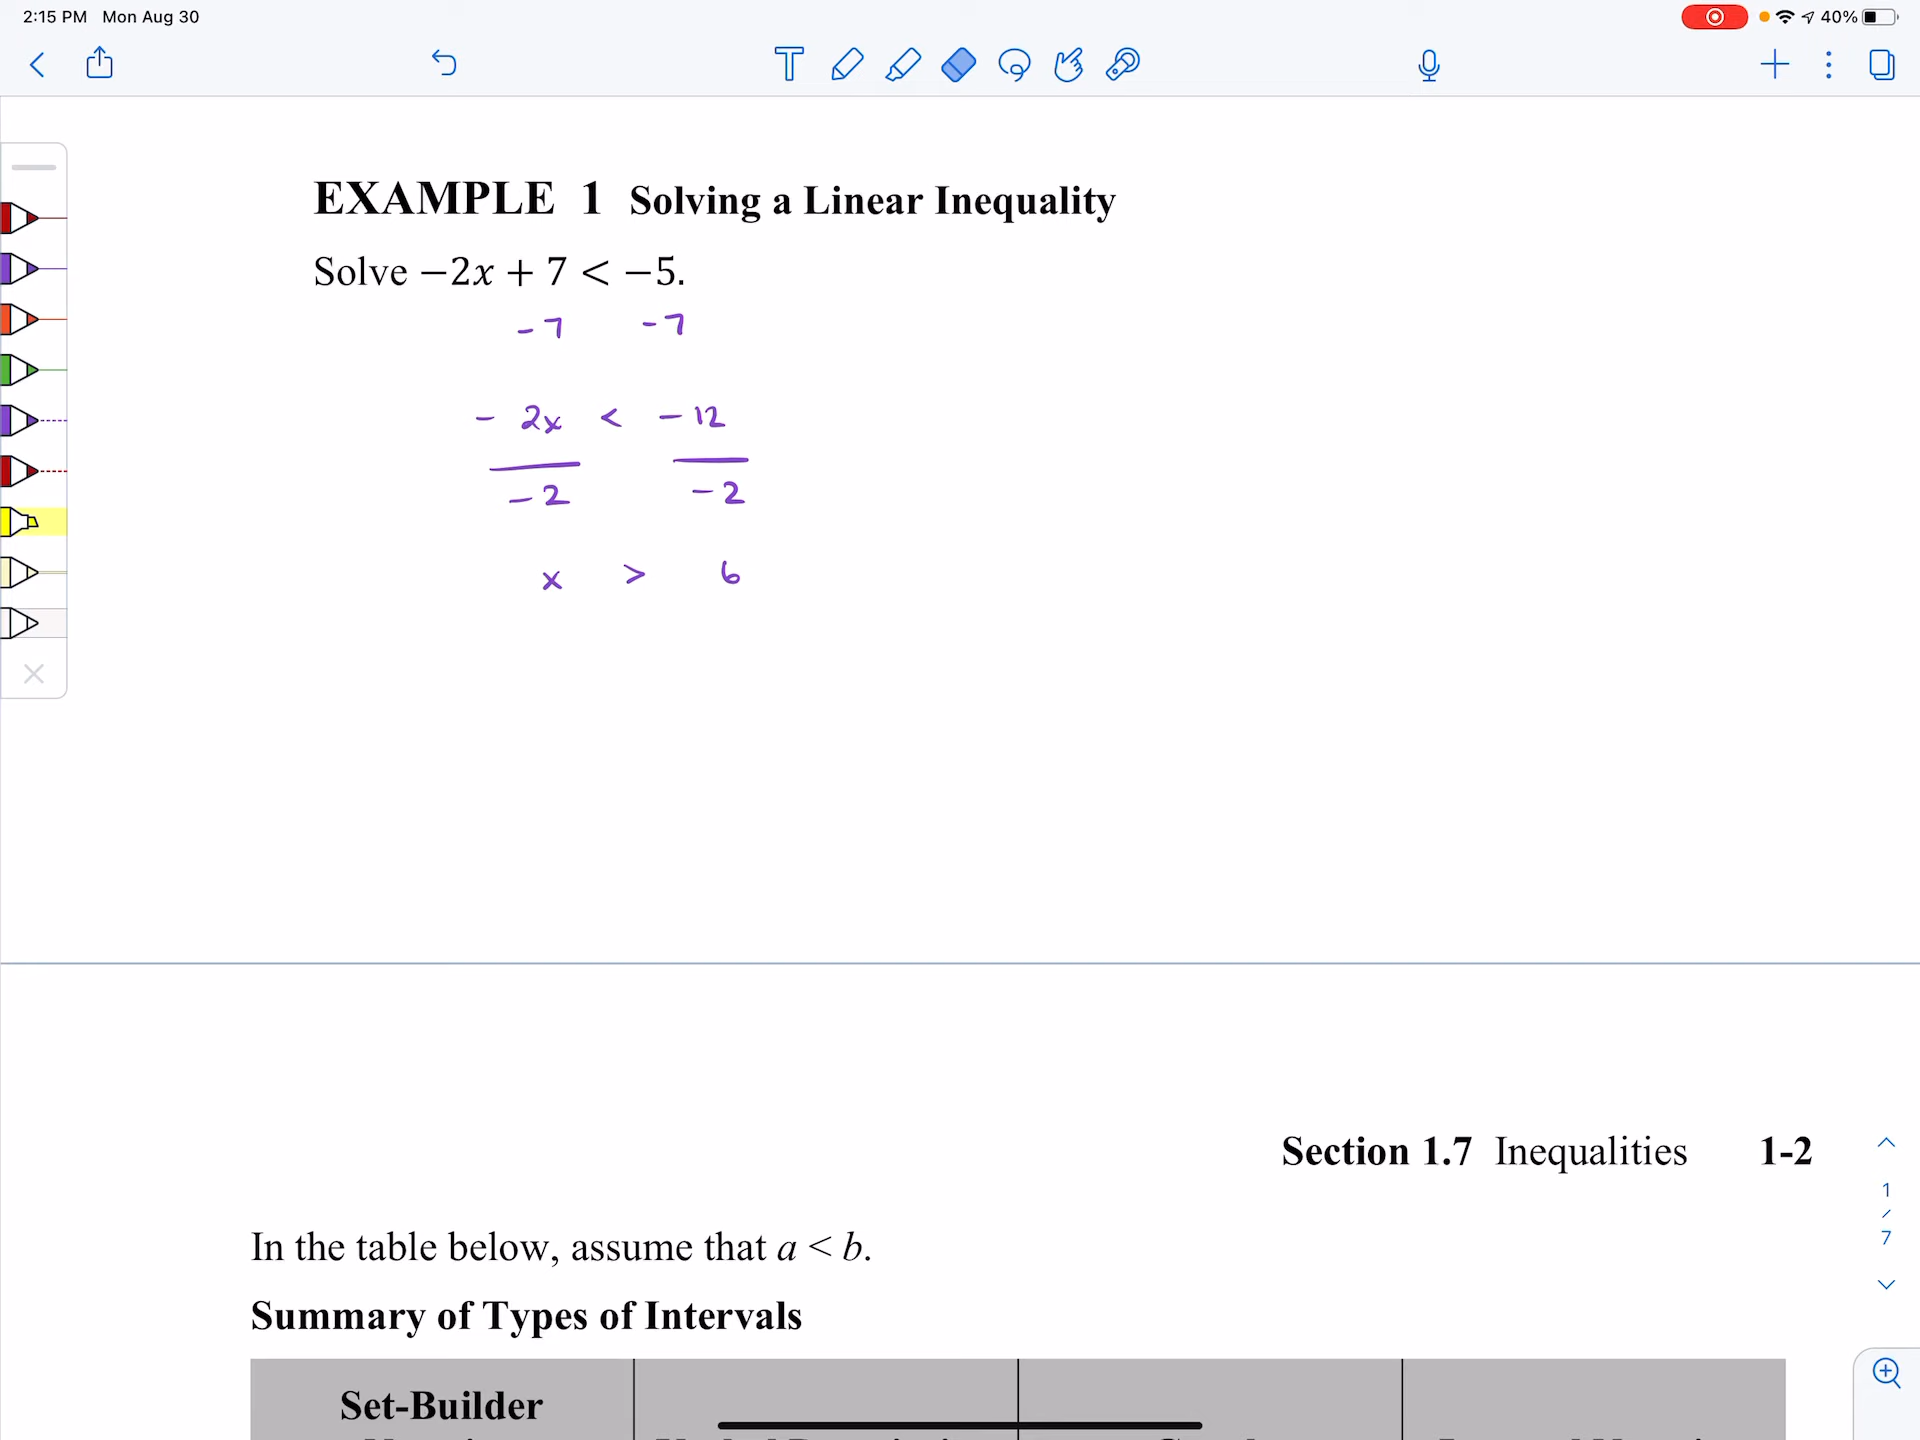 2:15 PM Mon Aug 30
40%
EXAMPLE 1 Solving a Linear Inequality
Solve −2x + 7 < −5.
-7 -7
- 2x < -12
-2 -2
x > 6
Section 1.7 Inequalities 1-2
1
/
7
In the table below, assume that a < b.
Summary of Types of Intervals
Set-Builder